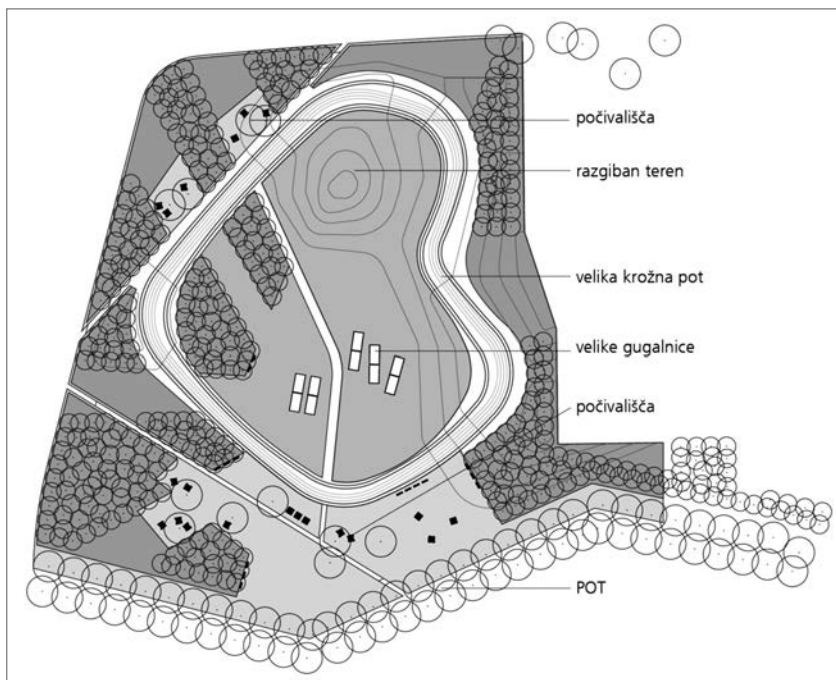 počivališča
razgiban teren
velika krožna pot
velike gugalnice
počivališča
POT